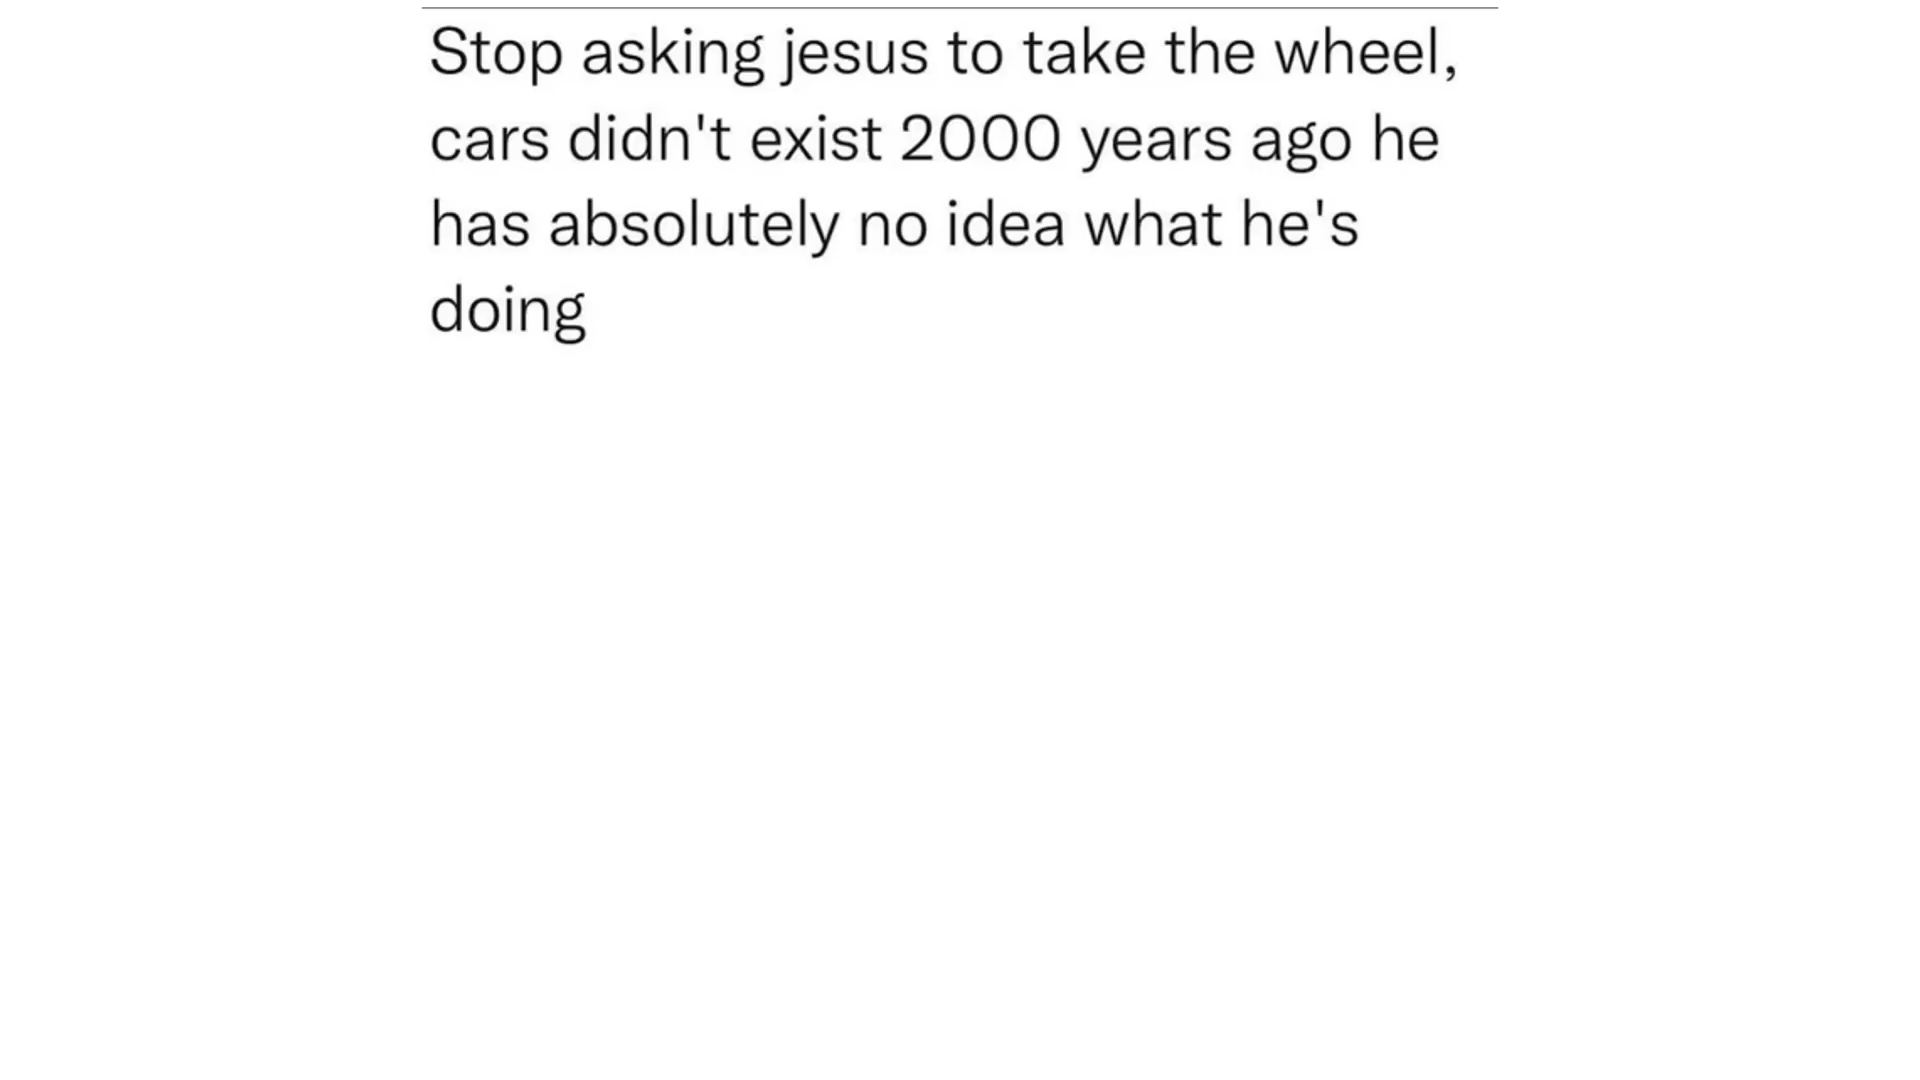 Stop asking jesus to take the wheel,
cars didn't exist 2000 years ago he
has absolutely no idea what he's
doing